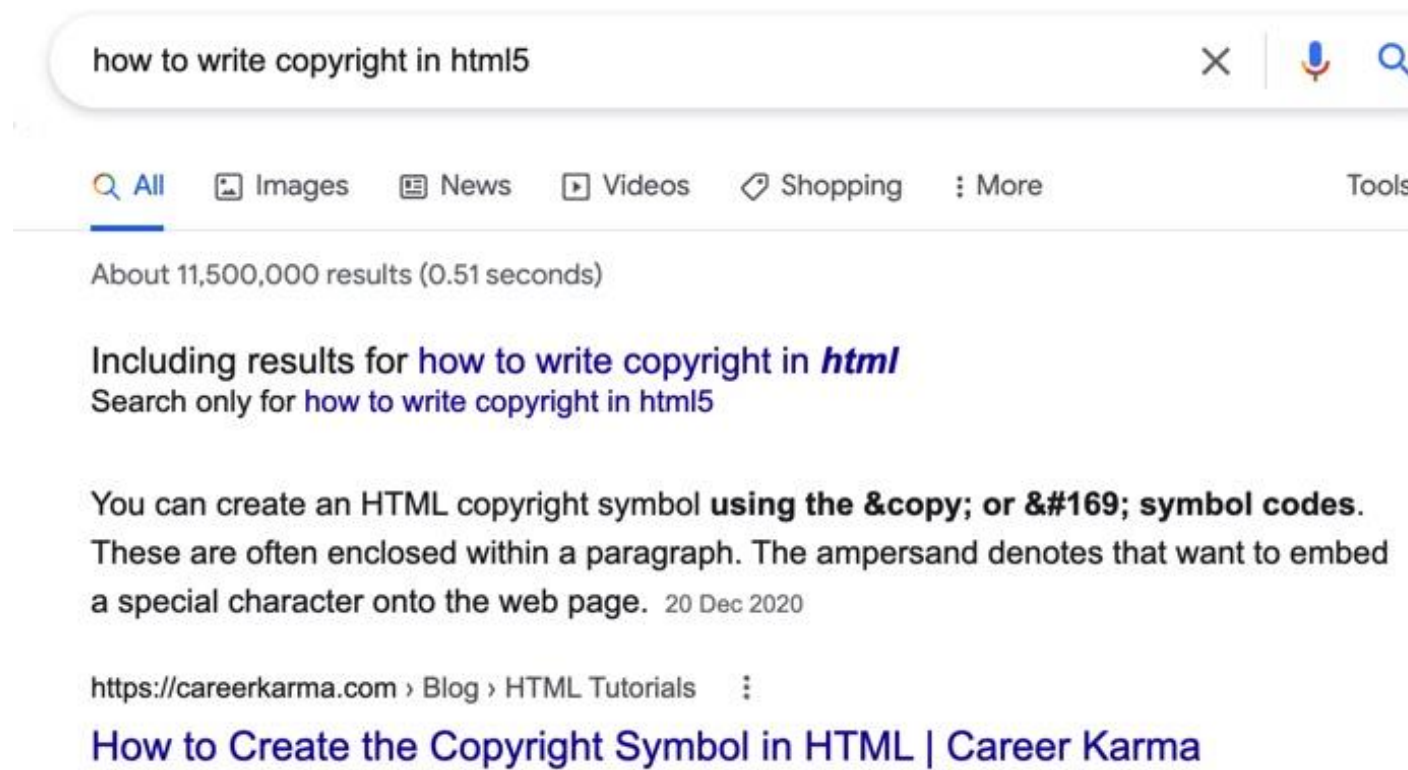 how to write copyright in html5
All Images News Videos Shopping More Tools
About 11,500,000 results (0.51 seconds)
Including results for how to write copyright in html
Search only for how to write copyright in html5
You can create an HTML copyright symbol using the &copy; or &#169; symbol codes.
These are often enclosed within a paragraph. The ampersand denotes that want to embed
a special character onto the web page. 20 Dec 2020
https://careerkarma.com › Blog › HTML Tutorials
How to Create the Copyright Symbol in HTML | Career Karma